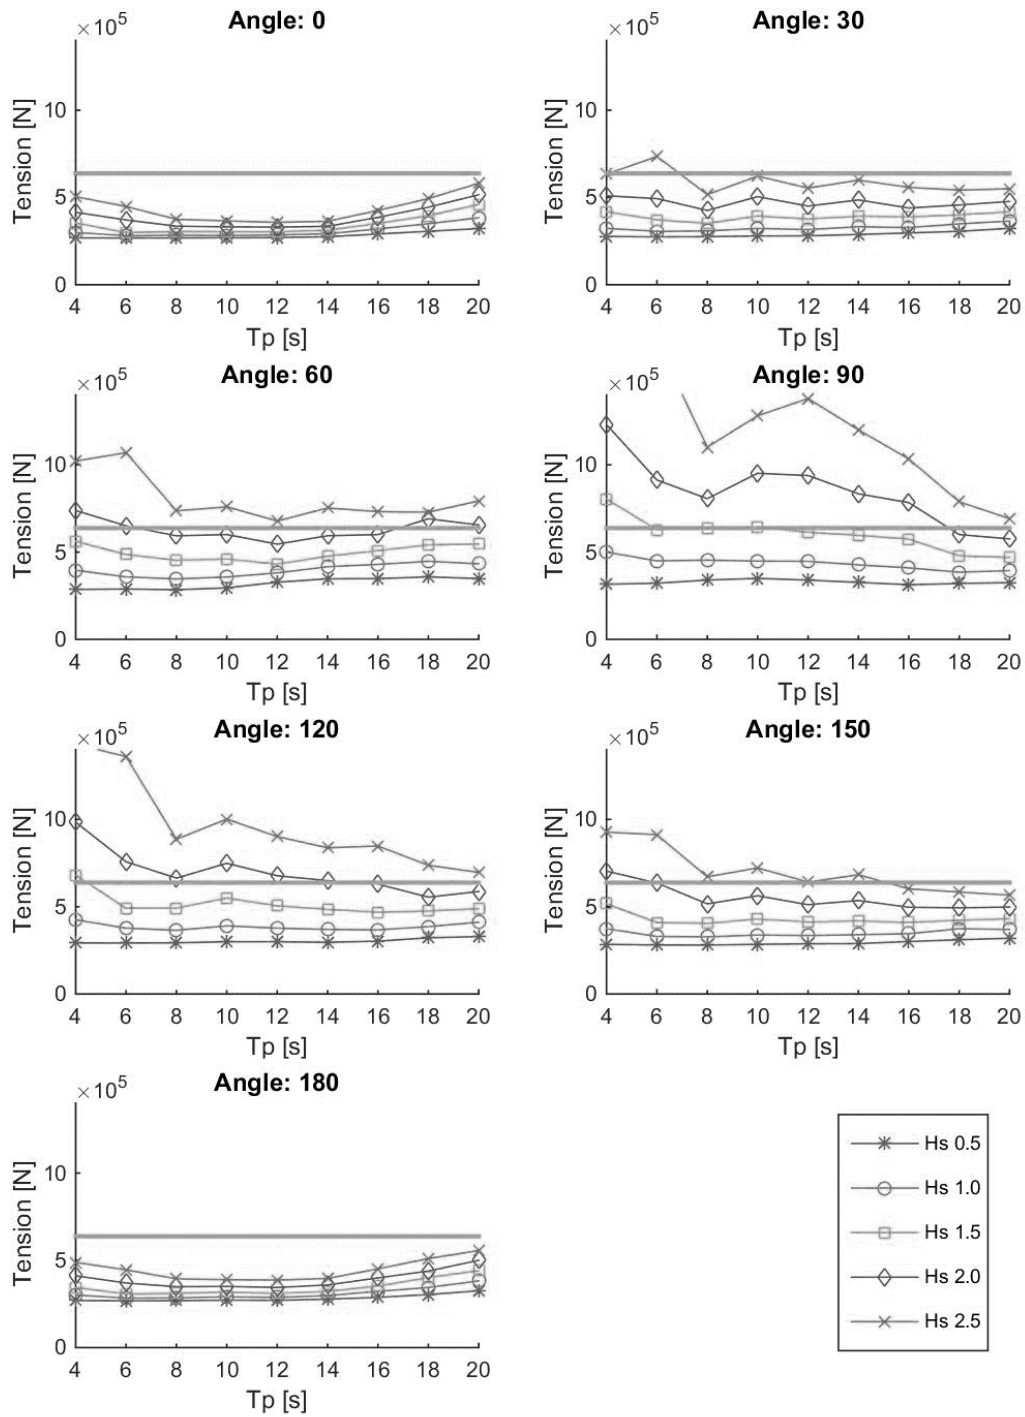 Angle: 0
×10^5
Tension [N]
10
5
0
4 6 8 10 12 14 16 18 20
Tp [s]
Angle: 30
×10^5
Tension [N]
10
5
0
4 6 8 10 12 14 16 18 20
Tp [s]
Angle: 60
×10^5
Tension [N]
10
5
0
4 6 8 10 12 14 16 18 20
Tp [s]
Angle: 90
×10^5
Tension [N]
10
5
0
4 6 8 10 12 14 16 18 20
Tp [s]
Angle: 120
×10^5
Tension [N]
10
5
0
4 6 8 10 12 14 16 18 20
Tp [s]
Angle: 150
×10^5
Tension [N]
10
5
0
4 6 8 10 12 14 16 18 20
Tp [s]
Angle: 180
×10^5
Tension [N]
10
5
0
4 6 8 10 12 14 16 18 20
Tp [s]
Hs 0.5
Hs 1.0
Hs 1.5
Hs 2.0
Hs 2.5